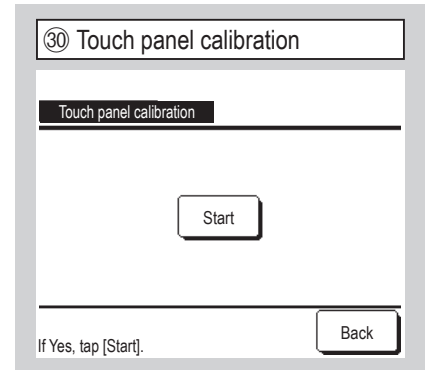 ㉚ Touch panel calibration
Touch panel calibration
Start
If Yes, tap [Start].
Back